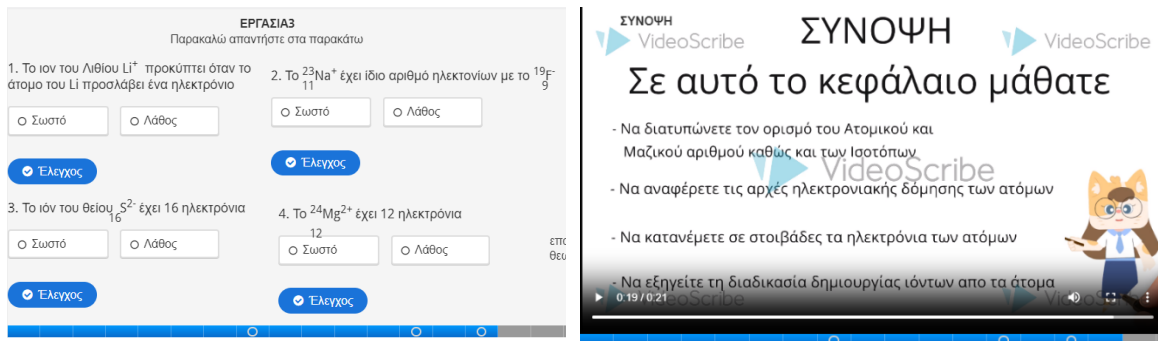 ΕΡΓΑΣΙΑ3
Παρακαλώ απαντήστε στα παρακάτω
1. Το ιον του Λιθίου Li+ προκύπτει όταν το
άτομο του Li προσλάβει ένα ηλεκτρόνιο
Σωστό
Λάθος
Έλεγχος
2. Το 23 11 Na+ έχει ίδιο αριθμό ηλεκτονίων με το 19 9 F-
Σωστό
Λάθος
Έλεγχος
3. Το ιόν του θείου 16 S2- έχει 16 ηλεκτρόνια
Σωστό
Λάθος
Έλεγχος
4. Το 24 12 Mg2+ έχει 12 ηλεκτρόνια
Σωστό
Λάθος
Έλεγχος
ΣΥΝΟΨΗ
VideoScribe
ΣΥΝΟΨΗ
VideoScribe
Σε αυτό το κεφάλαιο μάθατε
- Να διατυπώνετε τον ορισμό του Ατομικού και
Μαζικού αριθμού καθώς και των Ισοτόπων
VideoScribe
- Να αναφέρετε τις αρχές ηλεκτρονιακής δόμησης των ατόμων
- Να κατανέμετε σε στοιβάδες τα ηλεκτρόνια των ατόμων
- Να εξηγείτε τη διαδικασία δημιουργίας ιόντων απο τα άτομα
0:19 / 0:21
VideoScribe